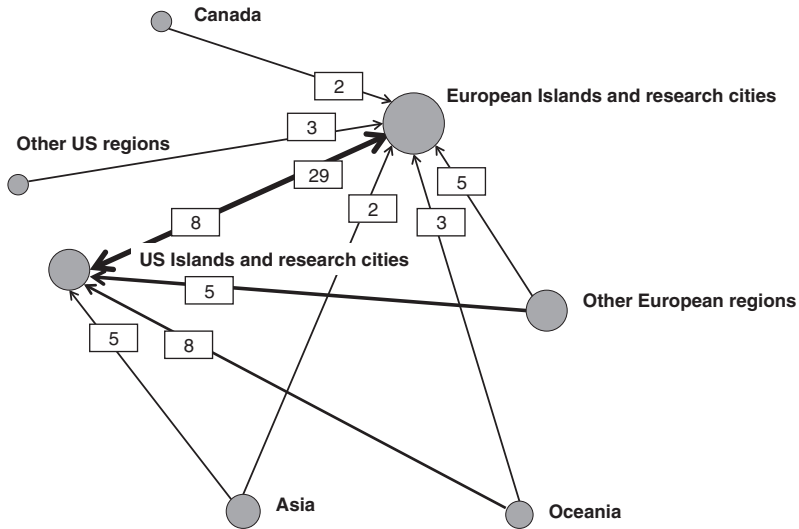 Canada
2
European Islands and research cities
3
Other US regions
29
5
2
8
3
US Islands and research cities
5
Other European regions
5
8
Asia
Oceania